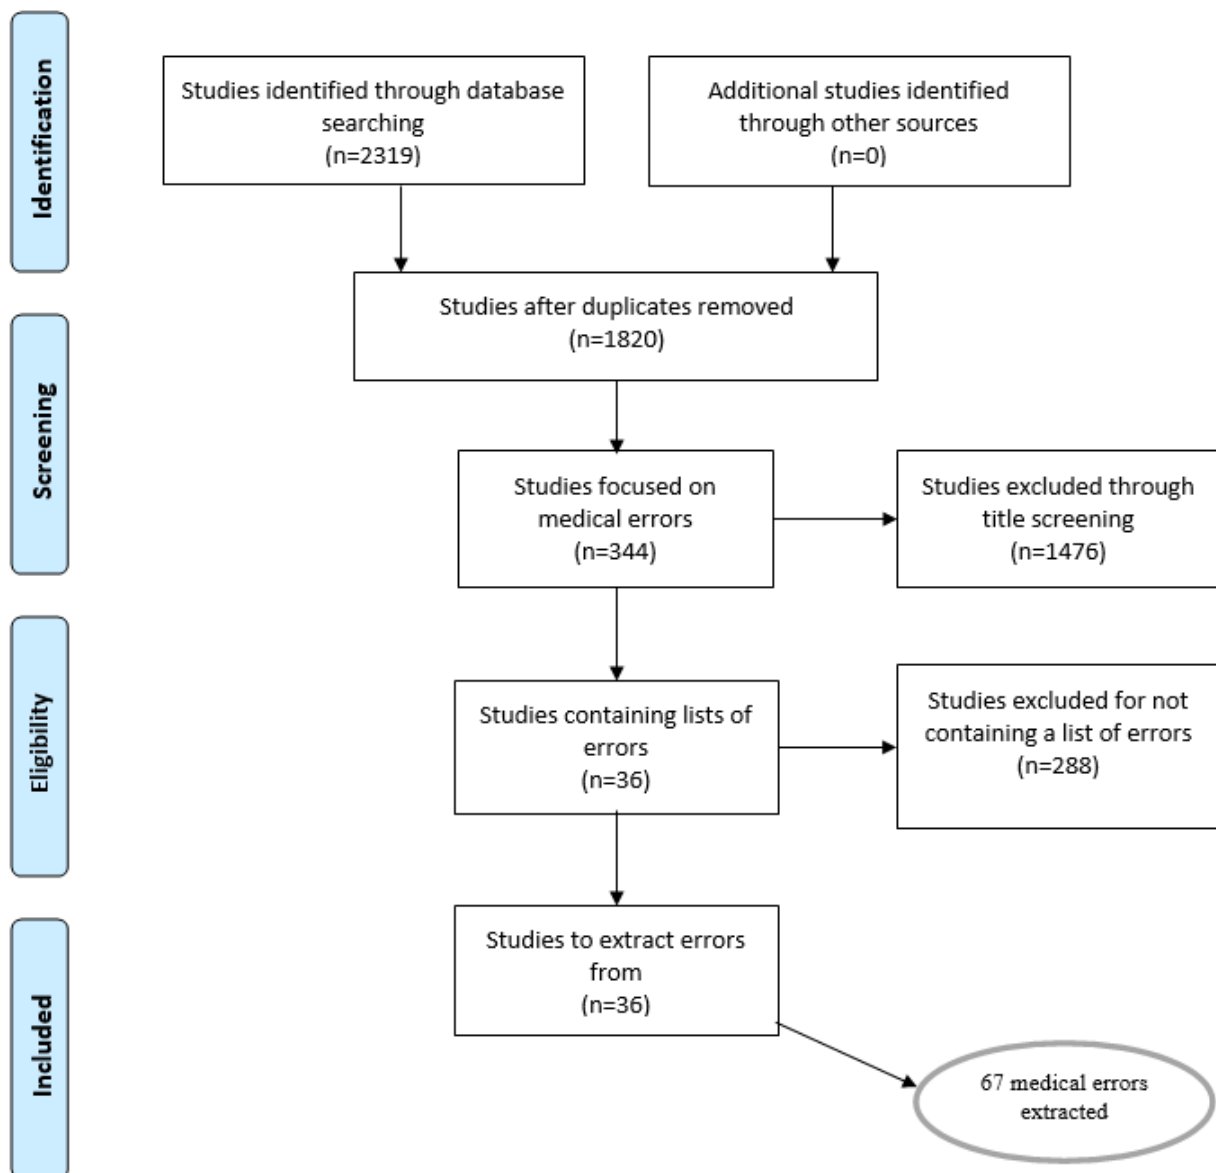 Identification
Studies identified through database
searching
(n=2319)
Additional studies identified
through other sources
(n=0)
Studies after duplicates removed
(n=1820)
Screening
Studies focused on
medical errors
(n=344)
Studies excluded through
title screening
(n=1476)
Eligibility
Studies containing lists of
errors
(n=36)
Studies excluded for not
containing a list of errors
(n=288)
Included
Studies to extract errors
from
(n=36)
67 medical errors
extracted